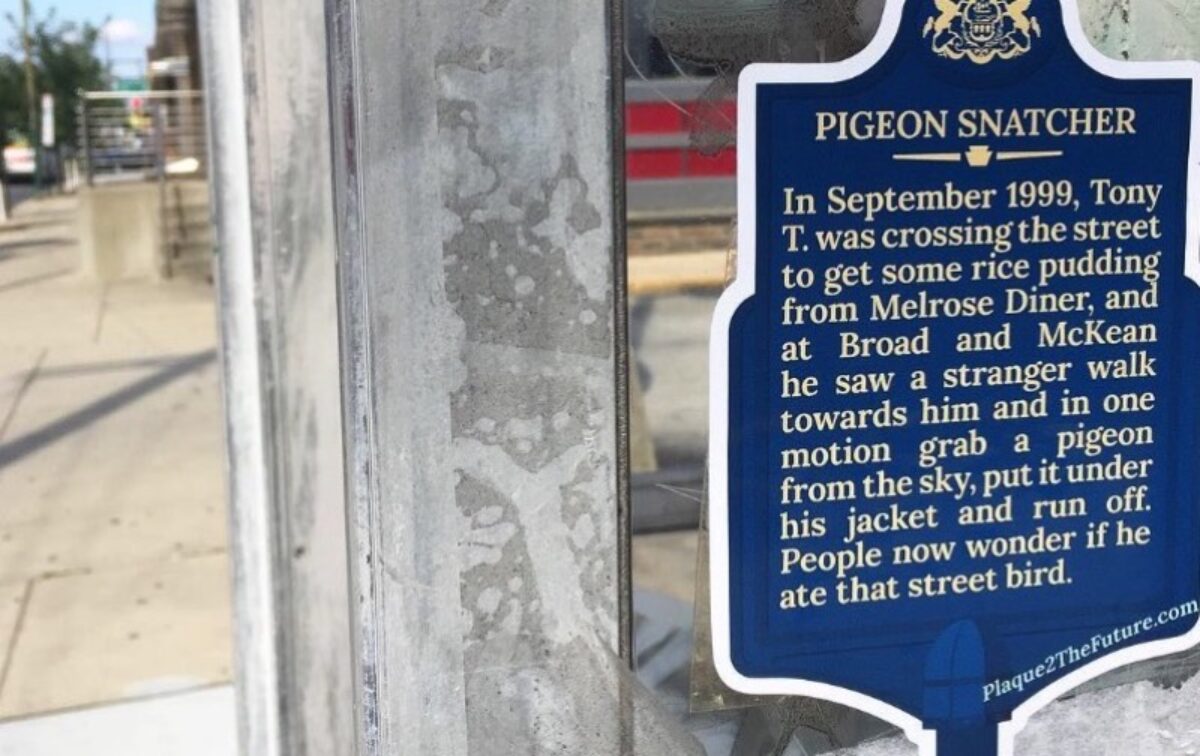 PIGEON SNATCHER
In September 1999, Tony
T. was crossing the street
to get some rice pudding
from Melrose Diner, and
at Broad and McKean
he saw a stranger walk
towards him and in one
motion grab a pigeon
from the sky, put it under
his jacket and run off.
People now wonder if he
ate that street bird.
Plaque2TheFuture.com